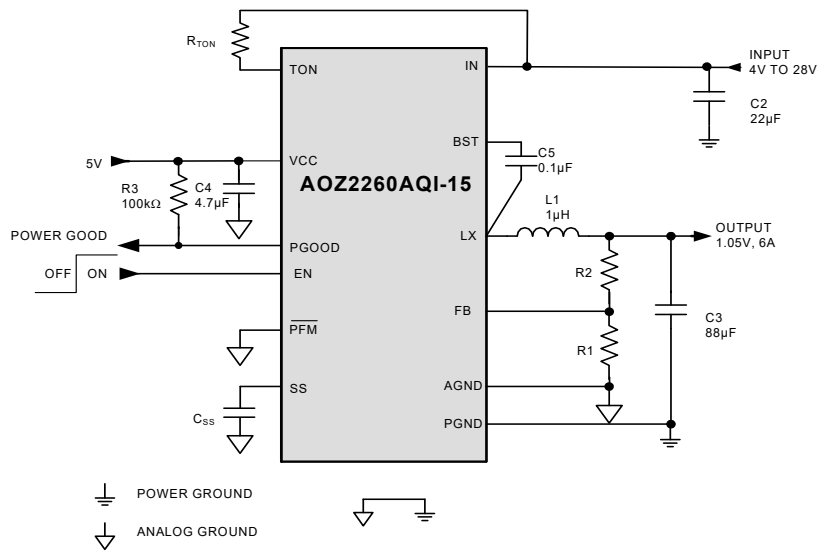 R_TON
TON
IN
INPUT
4V TO 28V
C2
22µF
BST
C5
0.1µF
5V
VCC
AOZ2260AQI-15
R3
100kΩ
C4
4.7µF
L1
1µH
POWER GOOD
PGOOD
LX
OUTPUT
1.05V, 6A
OFF
ON
EN
R2
FB
C3
88µF
PFM
R1
SS
AGND
C_SS
PGND
POWER GROUND
ANALOG GROUND